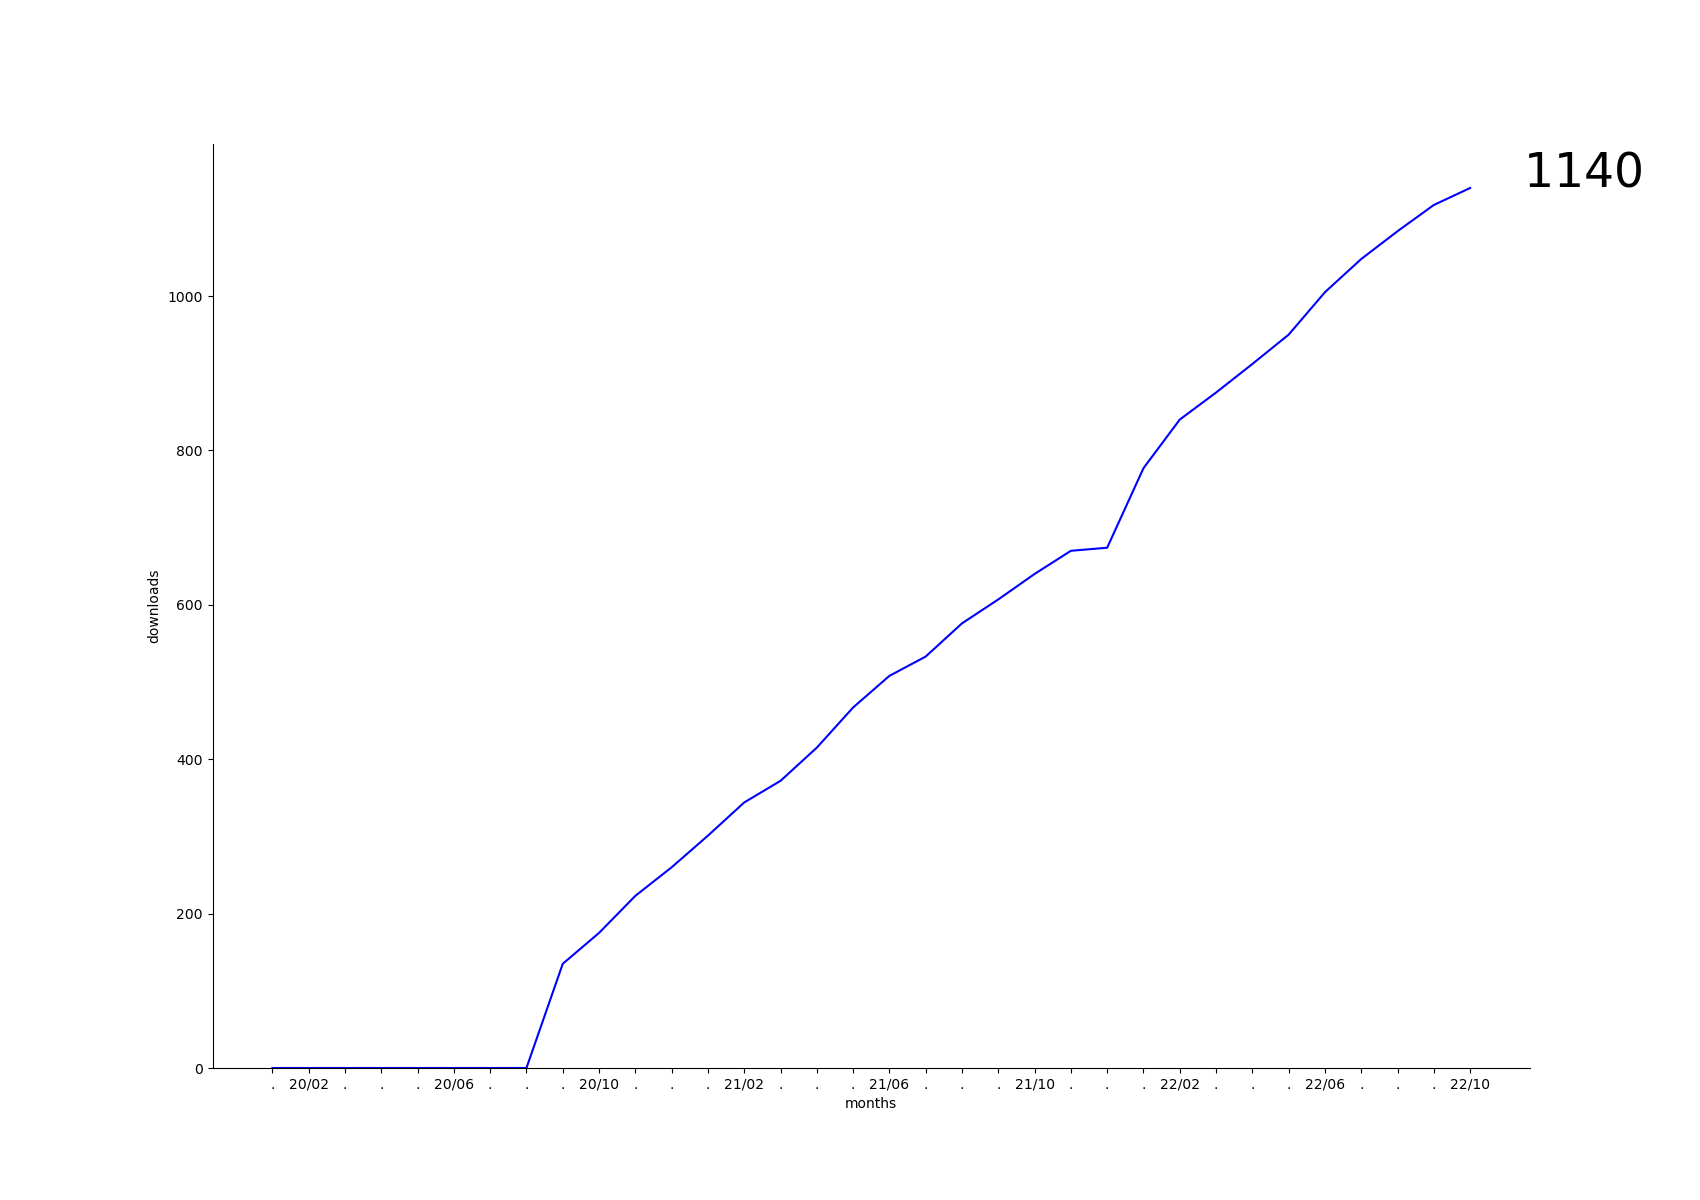 1140
1000
800
600
400
200
0
downloads
. 20/02 . . . 20/06 . . . 20/10 . . . 21/02 . . . 21/06 . . . 21/10 . . . 22/02 . . . 22/06 . . . 22/10
months